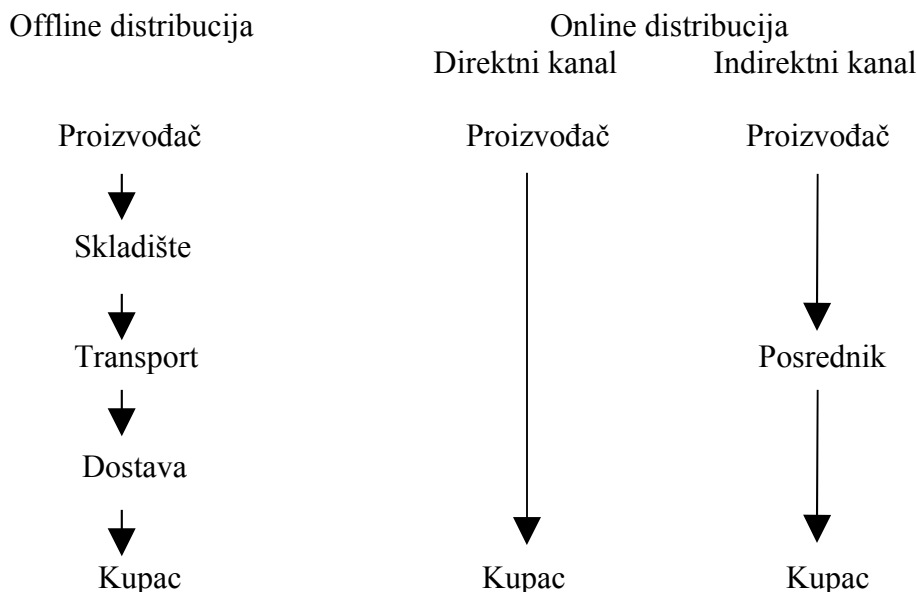 Offline distribucija Online distribucija
Direktni kanal Indirektni kanal
Proizvođač Proizvođač Proizvođač
Skladište
Transport Posrednik
Dostava
Kupac Kupac Kupac